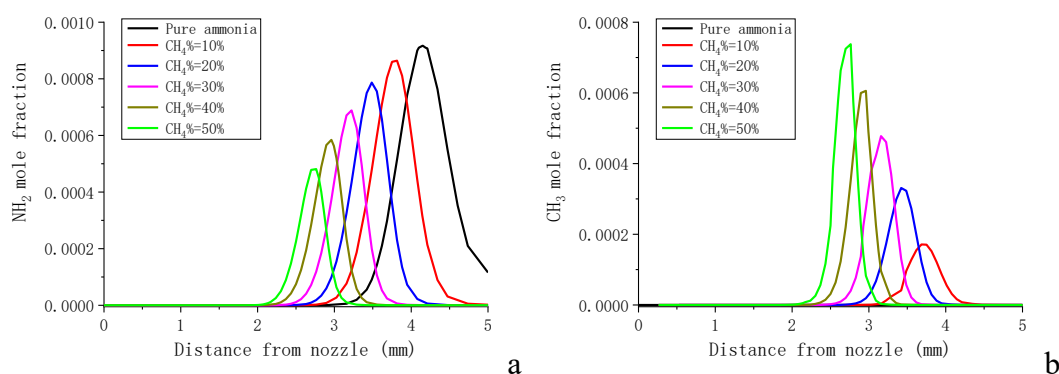 0.0010
0.0008
0.0006
0.0004
0.0002
0.0000
NH₂ mole fraction
Pure ammonia
CH₄%=10%
CH₄%=20%
CH₄%=30%
CH₄%=40%
CH₄%=50%
0 1 2 3 4 5
Distance from nozzle (mm)
a
0.0008
0.0006
0.0004
0.0002
0.0000
CH₃ mole fraction
Pure ammonia
CH₄%=10%
CH₄%=20%
CH₄%=30%
CH₄%=40%
CH₄%=50%
0 1 2 3 4 5
Distance from nozzle (mm)
b